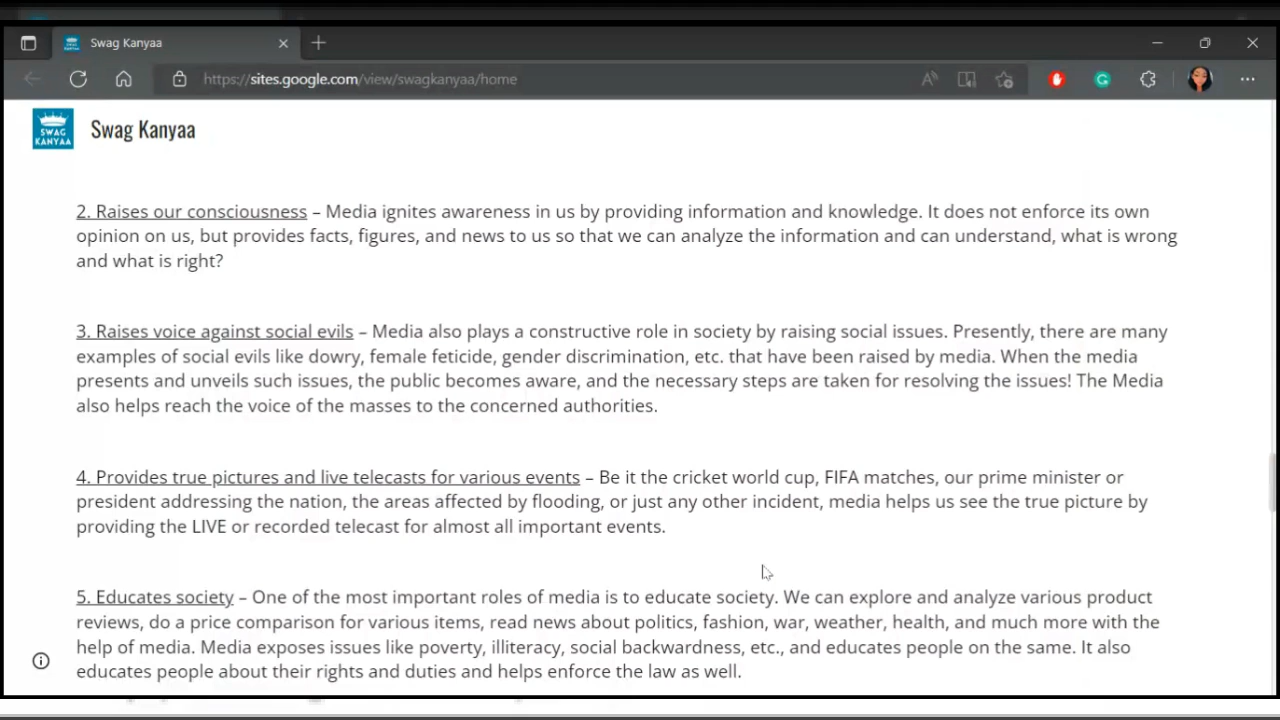 Swag Kanyaa
https://sites.google.com/view/swagkanyaa/home
SWAG
KANYAA
Swag Kanyaa
2. Raises our consciousness – Media ignites awareness in us by providing information and knowledge. It does not enforce its own
opinion on us, but provides facts, figures, and news to us so that we can analyze the information and can understand, what is wrong
and what is right?
3. Raises voice against social evils – Media also plays a constructive role in society by raising social issues. Presently, there are many
examples of social evils like dowry, female feticide, gender discrimination, etc. that have been raised by media. When the media
presents and unveils such issues, the public becomes aware, and the necessary steps are taken for resolving the issues! The Media
also helps reach the voice of the masses to the concerned authorities.
4. Provides true pictures and live telecasts for various events – Be it the cricket world cup, FIFA matches, our prime minister or
president addressing the nation, the areas affected by flooding, or just any other incident, media helps us see the true picture by
providing the LIVE or recorded telecast for almost all important events.
5. Educates society – One of the most important roles of media is to educate society. We can explore and analyze various product
reviews, do a price comparison for various items, read news about politics, fashion, war, weather, health, and much more with the
help of media. Media exposes issues like poverty, illiteracy, social backwardness, etc., and educates people on the same. It also
educates people about their rights and duties and helps enforce the law as well.